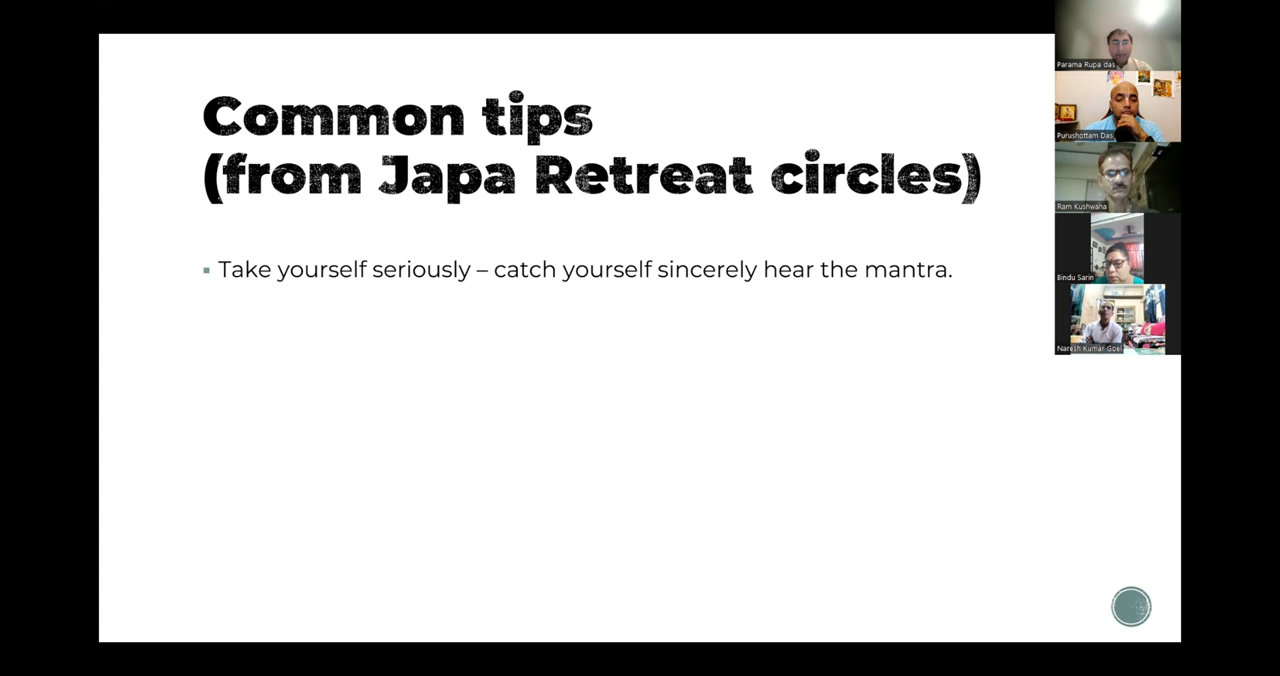 Common tips
(from Japa Retreat circles)
▪ Take yourself seriously – catch yourself sincerely hear the mantra.
Parama Rupa das
Purushottam Das
Ram Kushwaha
Bindu Sarin
Naresh Kumar Goel